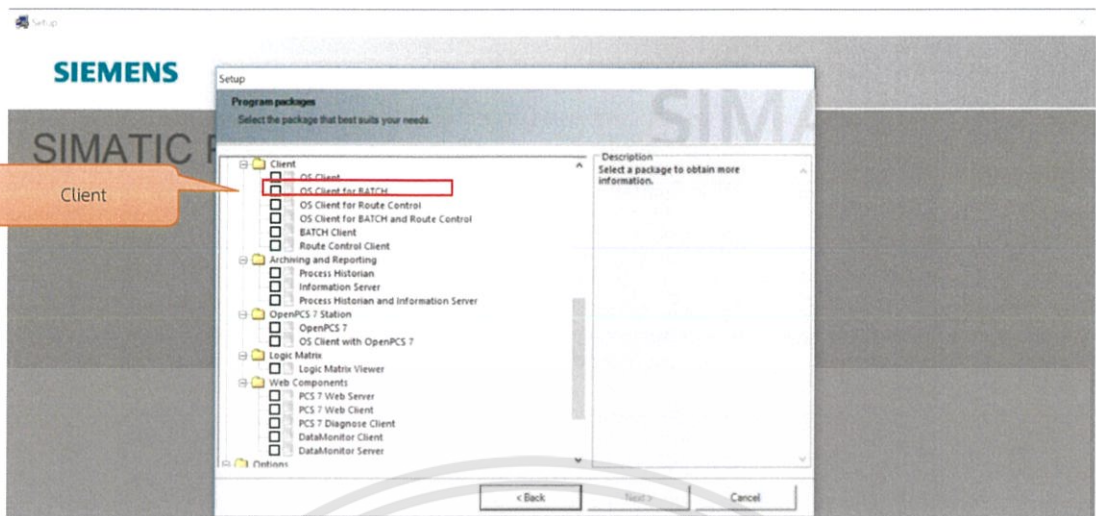 Setup
SIEMENS
SIMATIC P
Setup
Program packages
Select the package that best suits your needs.
SIMA
Client
Client
OS Client
OS Client for BATCH
OS Client for Route Control
OS Client for BATCH and Route Control
BATCH Client
Route Control Client
Archiving and Reporting
Process Historian
Information Server
Process Historian and Information Server
OpenPCS 7 Station
OpenPCS 7
OS Client with OpenPCS 7
Logic Matrix
Logic Matrix Viewer
Web Components
PCS 7 Web Server
PCS 7 Web Client
PCS 7 Diagnose Client
DataMonitor Client
DataMonitor Server
Options
Description
Select a package to obtain more
information.
< Back
Next >
Cancel